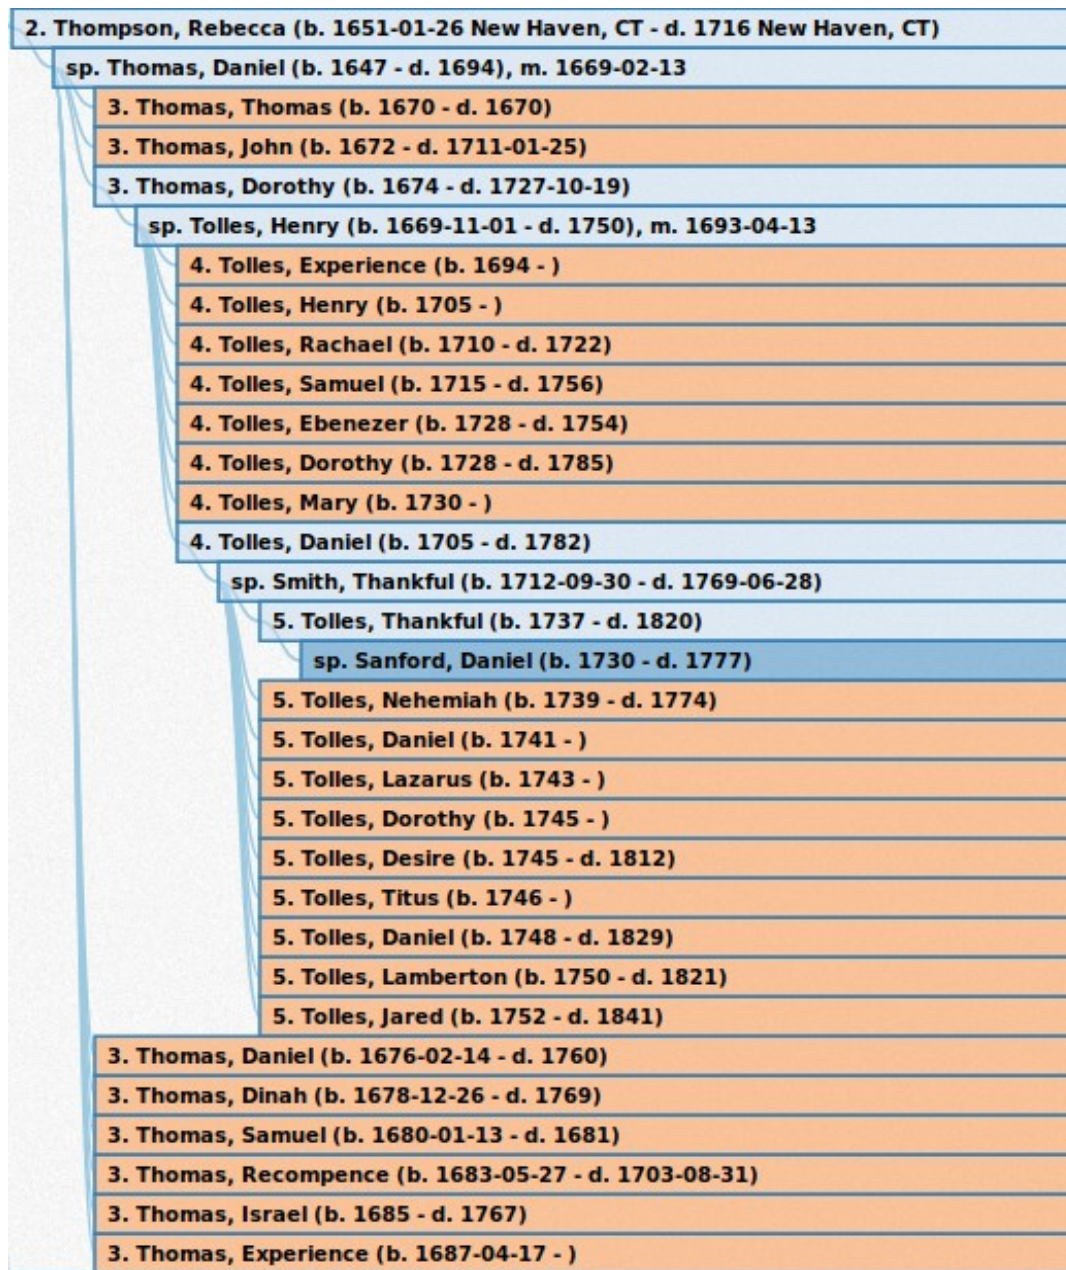 2. Thompson, Rebecca (b. 1651-01-26 New Haven, CT - d. 1716 New Haven, CT)
sp. Thomas, Daniel (b. 1647 - d. 1694), m. 1669-02-13
3. Thomas, Thomas (b. 1670 - d. 1670)
3. Thomas, John (b. 1672 - d. 1711-01-25)
3. Thomas, Dorothy (b. 1674 - d. 1727-10-19)
sp. Tolles, Henry (b. 1669-11-01 - d. 1750), m. 1693-04-13
4. Tolles, Experience (b. 1694 - )
4. Tolles, Henry (b. 1705 - )
4. Tolles, Rachael (b. 1710 - d. 1722)
4. Tolles, Samuel (b. 1715 - d. 1756)
4. Tolles, Ebenezer (b. 1728 - d. 1754)
4. Tolles, Dorothy (b. 1728 - d. 1785)
4. Tolles, Mary (b. 1730 - )
4. Tolles, Daniel (b. 1705 - d. 1782)
sp. Smith, Thankful (b. 1712-09-30 - d. 1769-06-28)
5. Tolles, Thankful (b. 1737 - d. 1820)
sp. Sanford, Daniel (b. 1730 - d. 1777)
5. Tolles, Nehemiah (b. 1739 - d. 1774)
5. Tolles, Daniel (b. 1741 - )
5. Tolles, Lazarus (b. 1743 - )
5. Tolles, Dorothy (b. 1745 - )
5. Tolles, Desire (b. 1745 - d. 1812)
5. Tolles, Titus (b. 1746 - )
5. Tolles, Daniel (b. 1748 - d. 1829)
5. Tolles, Lamberton (b. 1750 - d. 1821)
5. Tolles, Jared (b. 1752 - d. 1841)
3. Thomas, Daniel (b. 1676-02-14 - d. 1760)
3. Thomas, Dinah (b. 1678-12-26 - d. 1769)
3. Thomas, Samuel (b. 1680-01-13 - d. 1681)
3. Thomas, Recompence (b. 1683-05-27 - d. 1703-08-31)
3. Thomas, Israel (b. 1685 - d. 1767)
3. Thomas, Experience (b. 1687-04-17 - )